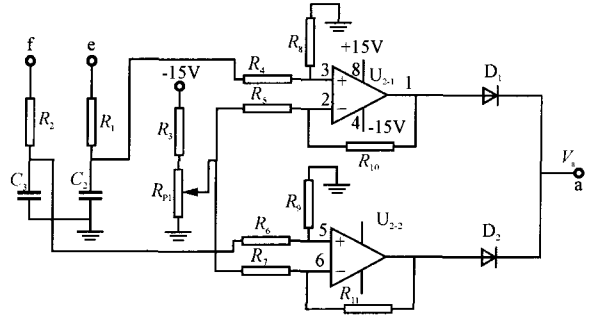 f
e
-15V
R2
R1
R3
RP1
C3
C2
R4
R5
R8
+15V
3
8
U2-1
1
2
4
-15V
R10
D1
Va
a
R9
U2-2
R6
5
R7
6
R11
D2